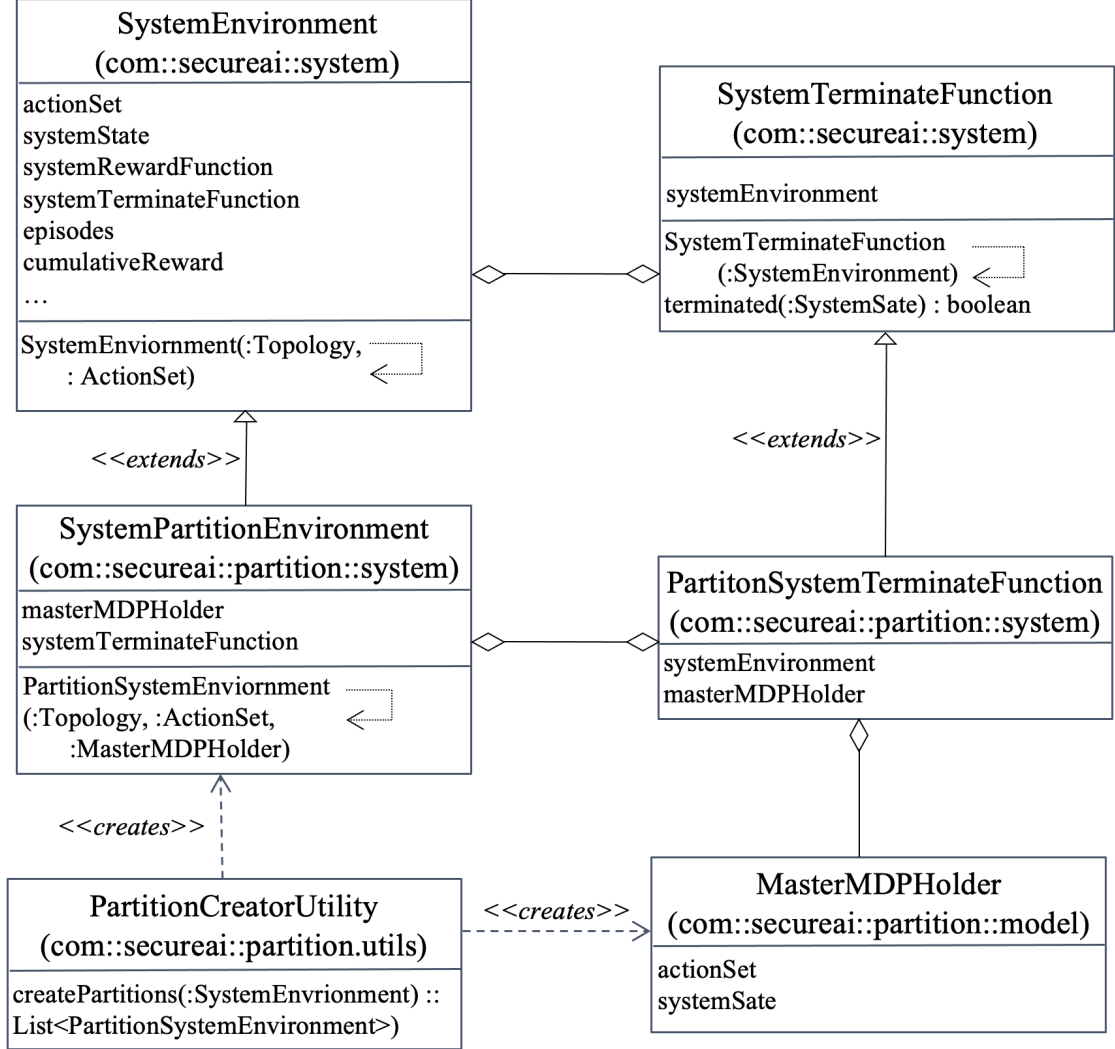 SystemEnvironment
(com::secureai::system)
actionSet
systemState
systemRewardFunction
systemTerminateFunction
episodes
cumulativeReward
…
SystemEnviornment(:Topology,
: ActionSet)
SystemTerminateFunction
(com::secureai::system)
systemEnvironment
SystemTerminateFunction
(:SystemEnvironment)
terminated(:SystemSate) : boolean
<<extends>>
<<extends>>
SystemPartitionEnvironment
(com::secureai::partition::system)
masterMDPHolder
systemTerminateFunction
PartitionSystemEnviornment
(:Topology, :ActionSet,
:MasterMDPHolder)
PartitonSystemTerminateFunction
(com::secureai::partition::system)
systemEnvironment
masterMDPHolder
<<creates>>
PartitionCreatorUtility
(com::secureai::partition.utils)
createPartitions(:SystemEnvrionment) ::
List<PartitionSystemEnvironment>)
<<creates>>
MasterMDPHolder
(com::secureai::partition::model)
actionSet
systemSate